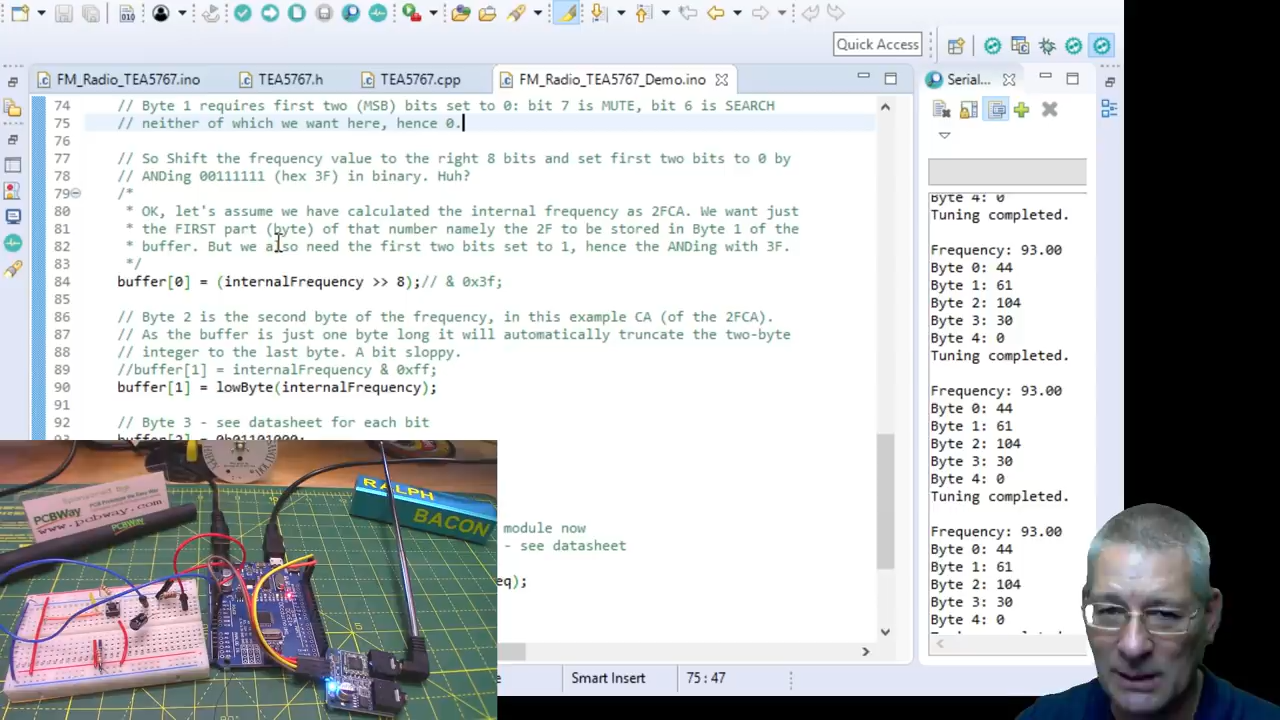 Quick Access
FM_Radio_TEA5767.ino
TEA5767.h
TEA5767.cpp
FM_Radio_TEA5767_Demo.ino
Serial...
74 // Byte 1 requires first two (MSB) bits set to 0: bit 7 is MUTE, bit 6 is SEARCH
75 // neither of which we want here, hence 0.
76
77 // So Shift the frequency value to the right 8 bits and set first two bits to 0 by
78 // ANDing 00111111 (hex 3F) in binary. Huh?
79 /*
80 * OK, let's assume we have calculated the internal frequency as 2FCA. We want just
81 * the FIRST part (byte) of that number namely the 2F to be stored in Byte 1 of the
82 * buffer. But we also need the first two bits set to 1, hence the ANDing with 3F.
83 */
84 buffer[0] = (internalFrequency >> 8);// & 0x3f;
85
86 // Byte 2 is the second byte of the frequency, in this example CA (of the 2FCA).
87 // As the buffer is just one byte long it will automatically truncate the two-byte
88 // integer to the last byte. A bit sloppy.
89 //buffer[1] = internalFrequency & 0xff;
90 buffer[1] = lowByte(internalFrequency);
91
92 // Byte 3 - see datasheet for each bit
93 buffer[2] = 0b01101000;
module now
- see datasheet
eq);
Smart Insert
75 : 47
Byte 4: 0
Tuning completed.
Frequency: 93.00
Byte 0: 44
Byte 1: 61
Byte 2: 104
Byte 3: 30
Byte 4: 0
Tuning completed.
Frequency: 93.00
Byte 0: 44
Byte 1: 61
Byte 2: 104
Byte 3: 30
Byte 4: 0
Tuning completed.
Frequency: 93.00
Byte 0: 44
Byte 1: 61
Byte 2: 104
Byte 3: 30
Byte 4: 0
PCBWay
www.pcbway.com
PCBWay
RALPH
BACON